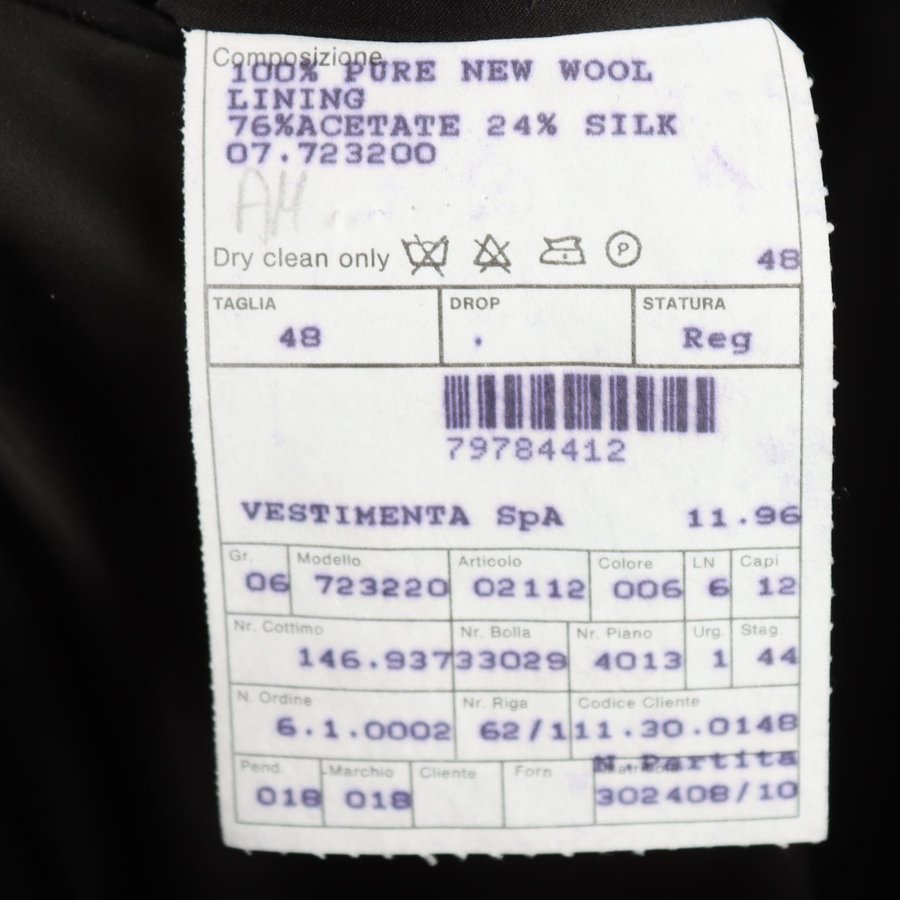 Composizione
100% PURE NEW WOOL
LINING
76%ACETATE 24% SILK
07.723200
AM
Dry clean only P 48
TAGLIA DROP STATURA
48 . Reg
79784412
VESTIMENTA SpA 11.96
Gr. Modello Articolo Colore LN Capi
06 723220 02112 006 6 12
Nr. Cottimo Nr. Bolla Nr. Piano Urg. Stag.
146.93733029 4013 1 44
N. Ordine Nr. Riga Codice Cliente
6.1.0002 62/111.30.0148
N.Partita
Pend. Marchio Cliente Forn
018 018 302408/10